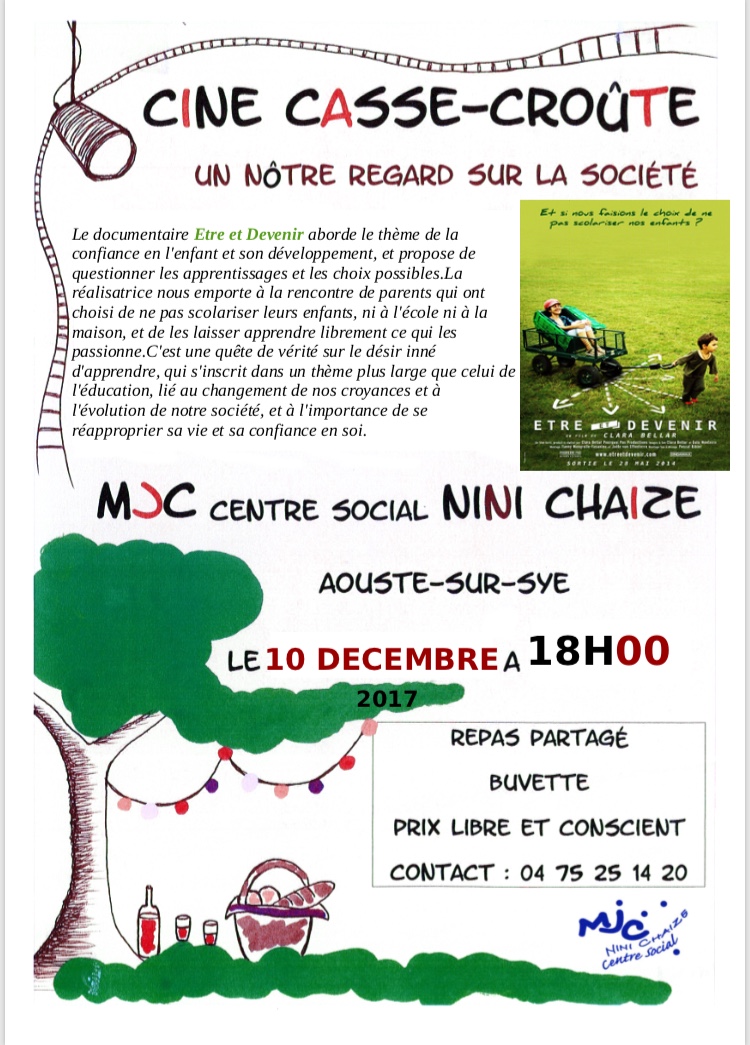 CINE CASSE-CROÛTE
UN NÔTRE REGARD SUR LA SOCIÉTÉ
Le documentaire Etre et Devenir aborde le thème de la
confiance en l'enfant et son développement, et propose de
questionner les apprentissages et les choix possibles.La
réalisatrice nous emporte à la rencontre de parents qui ont
choisi de ne pas scolariser leurs enfants, ni à l'école ni à la
maison, et de les laisser apprendre librement ce qui les
passionne.C'est une quête de vérité sur le désir inné
d'apprendre, qui s'inscrit dans un thème plus large que celui de
l'éducation, lié au changement de nos croyances et à
l'évolution de notre société, et à l'importance de se
réapproprier sa vie et sa confiance en soi.
Et si nous faisions le choix de ne
pas scolariser nos enfants ?
ETRE ET DEVENIR
UN FILM DE CLARA BELLAR
www.etreetdevenir.com
SORTIE LE 28 MAI 2014
MJC CENTRE SOCIAL NINI CHAIZE
AOUSTE-SUR-SYE
LE 10 DECEMBRE A 18H00
2017
REPAS PARTAGÉ
BUVETTE
PRIX LIBRE ET CONSCIENT
CONTACT : 04 75 25 14 20
MJC
NINI CHAIZE
Centre Social